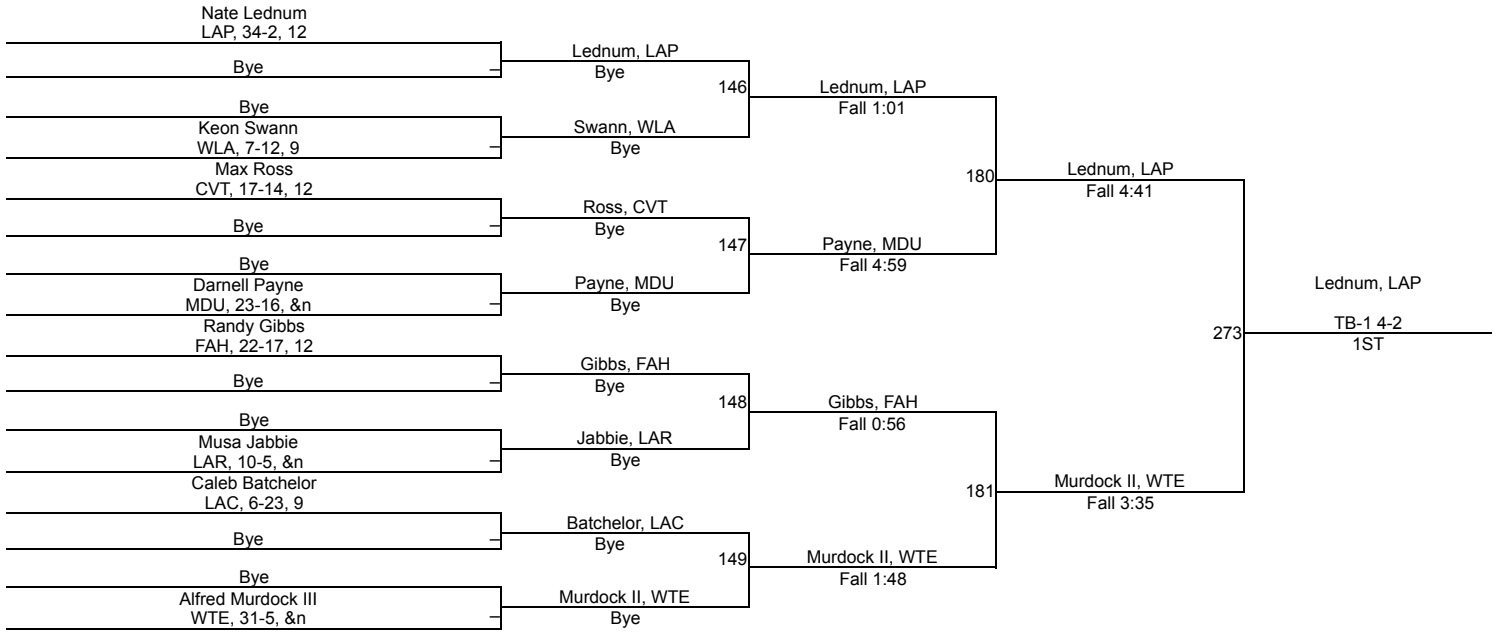 Nate Lednum
LAP, 34-2, 12
Bye
Bye
Keon Swann
WLA, 7-12, 9
Max Ross
CVT, 17-14, 12
Bye
Bye
Darnell Payne
MDU, 23-16, &n
Randy Gibbs
FAH, 22-17, 12
Bye
Bye
Musa Jabbie
LAR, 10-5, &n
Caleb Batchelor
LAC, 6-23, 9
Bye
Bye
Alfred Murdock III
WTE, 31-5, &n
Lednum, LAP
Bye
Swann, WLA
Bye
Ross, CVT
Bye
Payne, MDU
Bye
Gibbs, FAH
Bye
Jabbie, LAR
Bye
Batchelor, LAC
Bye
Murdock II, WTE
Bye
146
147
148
149
Lednum, LAP
Fall 1:01
Payne, MDU
Fall 4:59
Gibbs, FAH
Fall 0:56
Murdock II, WTE
Fall 1:48
180
181
Lednum, LAP
Fall 4:41
Murdock II, WTE
Fall 3:35
273
Lednum, LAP
TB-1 4-2
1ST